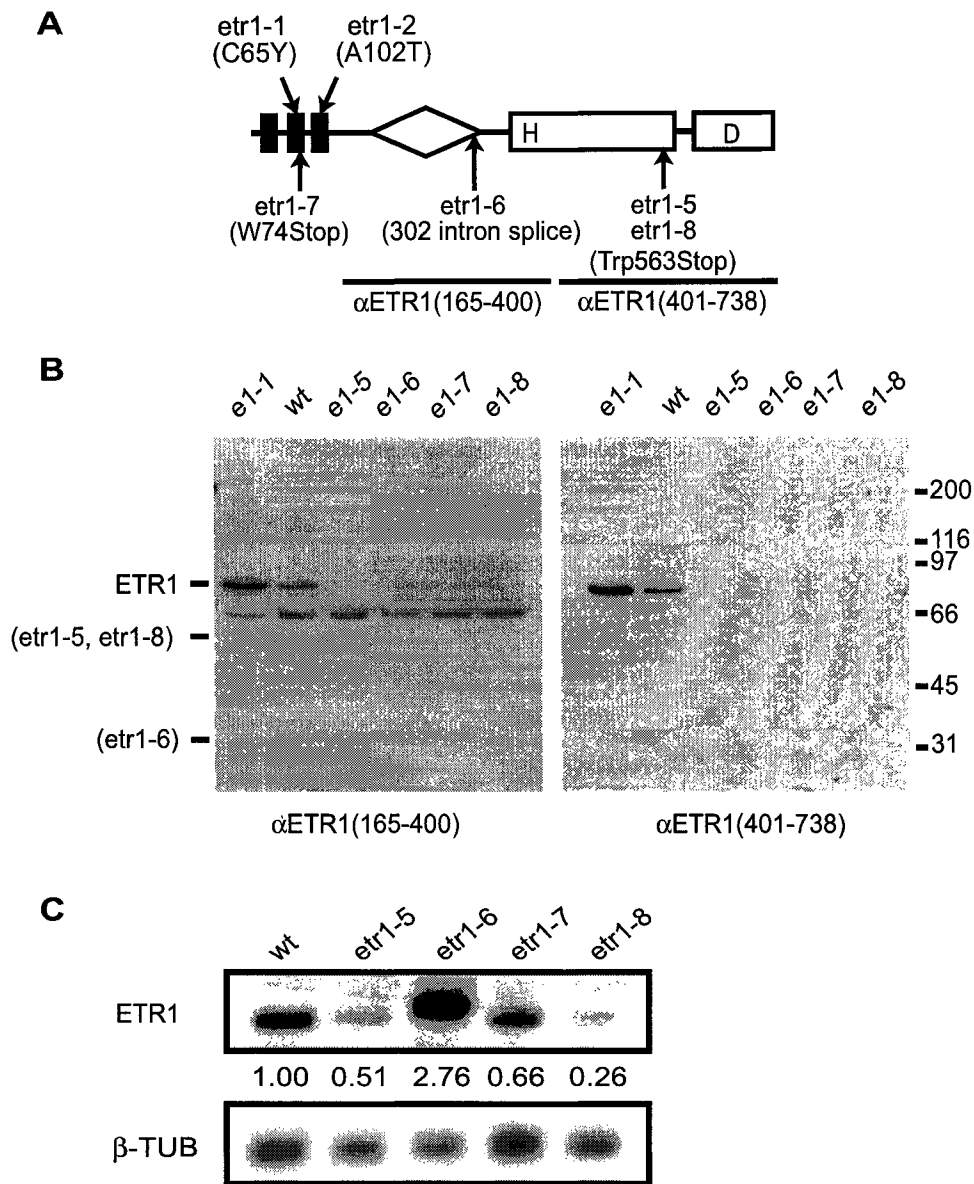 A
etr1-1 etr1-2
(C65Y) (A102T)
H D
etr1-7 etr1-6 etr1-5
(W74Stop) (302 intron splice) etr1-8
(Trp563Stop)
αETR1(165-400) αETR1(401-738)
B
e1-1 wt e1-5 e1-6 e1-7 e1-8 e1-1 wt e1-5 e1-6 e1-7 e1-8
200
116
97
ETR1
66
(etr1-5, etr1-8)
45
(etr1-6)
31
αETR1(165-400) αETR1(401-738)
C
wt etr1-5 etr1-6 etr1-7 etr1-8
ETR1
1.00 0.51 2.76 0.66 0.26
β-TUB